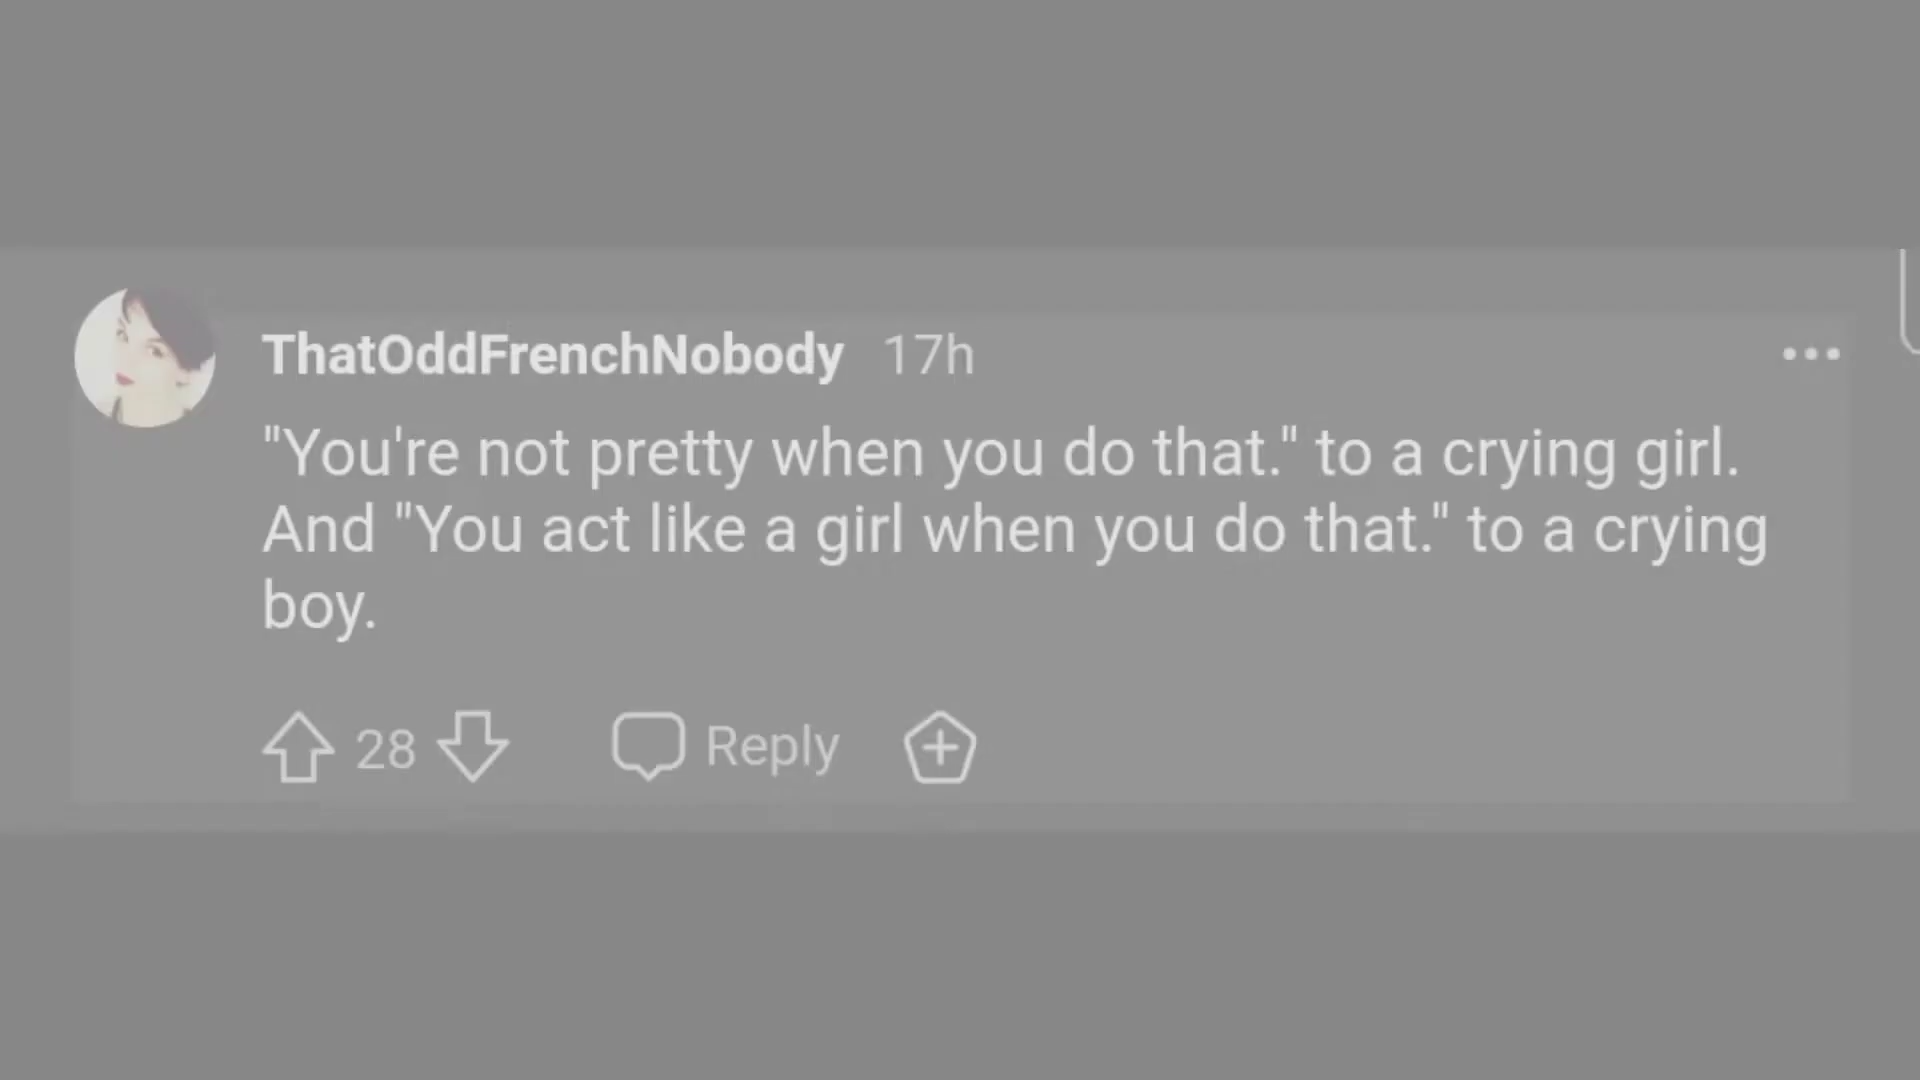 ThatOddFrenchNobody 17h
"You're not pretty when you do that." to a crying girl.
And "You act like a girl when you do that." to a crying
boy.
28 Reply